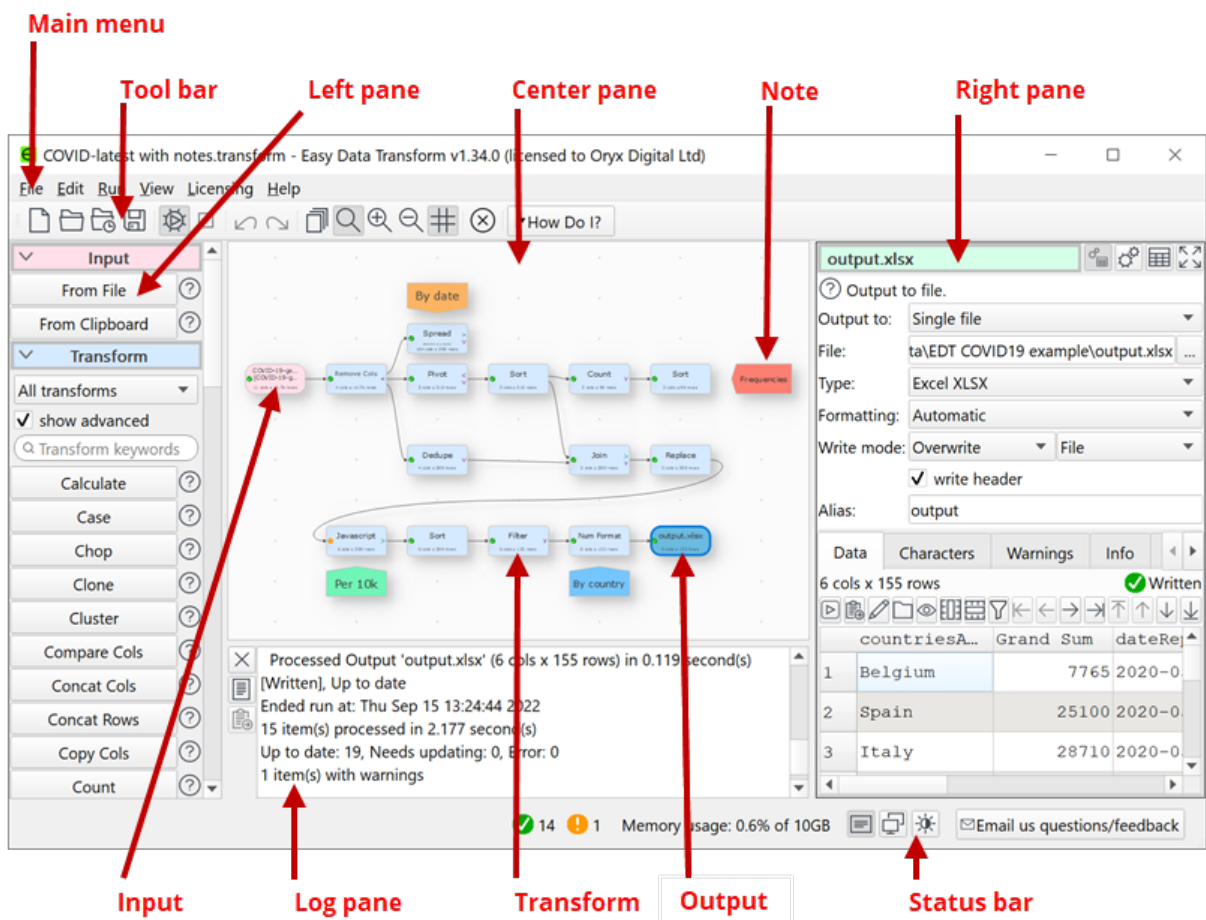 Main menu
Tool bar
Left pane
Center pane
Note
Right pane
COVID-latest with notes.transform - Easy Data Transform v1.34.0 (licensed to Oryx Digital Ltd)
File Edit Run View Licensing Help
How Do I?
Input
From File
From Clipboard
Transform
All transforms
show advanced
Transform keywords
Calculate
Case
Chop
Clone
Cluster
Compare Cols
Concat Cols
Concat Rows
Copy Cols
Count
By date
Spread
Remove Cols
Pivot
Sort
Count
Sort
Frequencies
Dedupe
Join
Replace
Javascript
Sort
Filter
Num Format
output.xlsx
Per 10k
By country
Processed Output 'output.xlsx' (6 cols x 155 rows) in 0.119 second(s)
[Written], Up to date
Ended run at: Thu Sep 15 13:24:44 2022
15 item(s) processed in 2.177 second(s)
Up to date: 19, Needs updating: 0, Error: 0
1 item(s) with warnings
output.xlsx
Output to file.
Output to: Single file
File: ta\EDT COVID19 example\output.xlsx ...
Type: Excel XLSX
Formatting: Automatic
Write mode: Overwrite File
write header
Alias: output
Data Characters Warnings Info
6 cols x 155 rows Written
countriesA... Grand Sum dateRep
1 Belgium 7765 2020-0
2 Spain 25100 2020-0
3 Italy 28710 2020-0
14 1 Memory usage: 0.6% of 10GB Email us questions/feedback
Input
Log pane
Transform
Output
Status bar